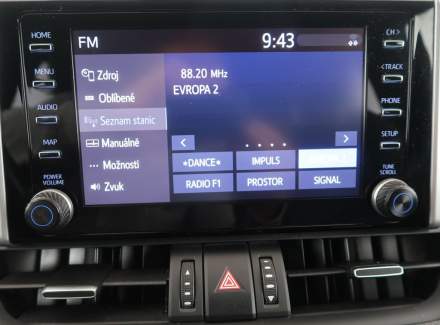 HOME
MENU
AUDIO
MAP
POWER
VOLUME
FM
9:43
Zdroj
Oblíbené
Seznam stanic
Manuálně
Možnosti
Zvuk
88.20 MHz
EVROPA 2
*DANCE*
IMPULS
RADIO F1
PROSTOR
SIGNAL
CH >
< TRACK
PHONE
SETUP
TUNE
SCROLL